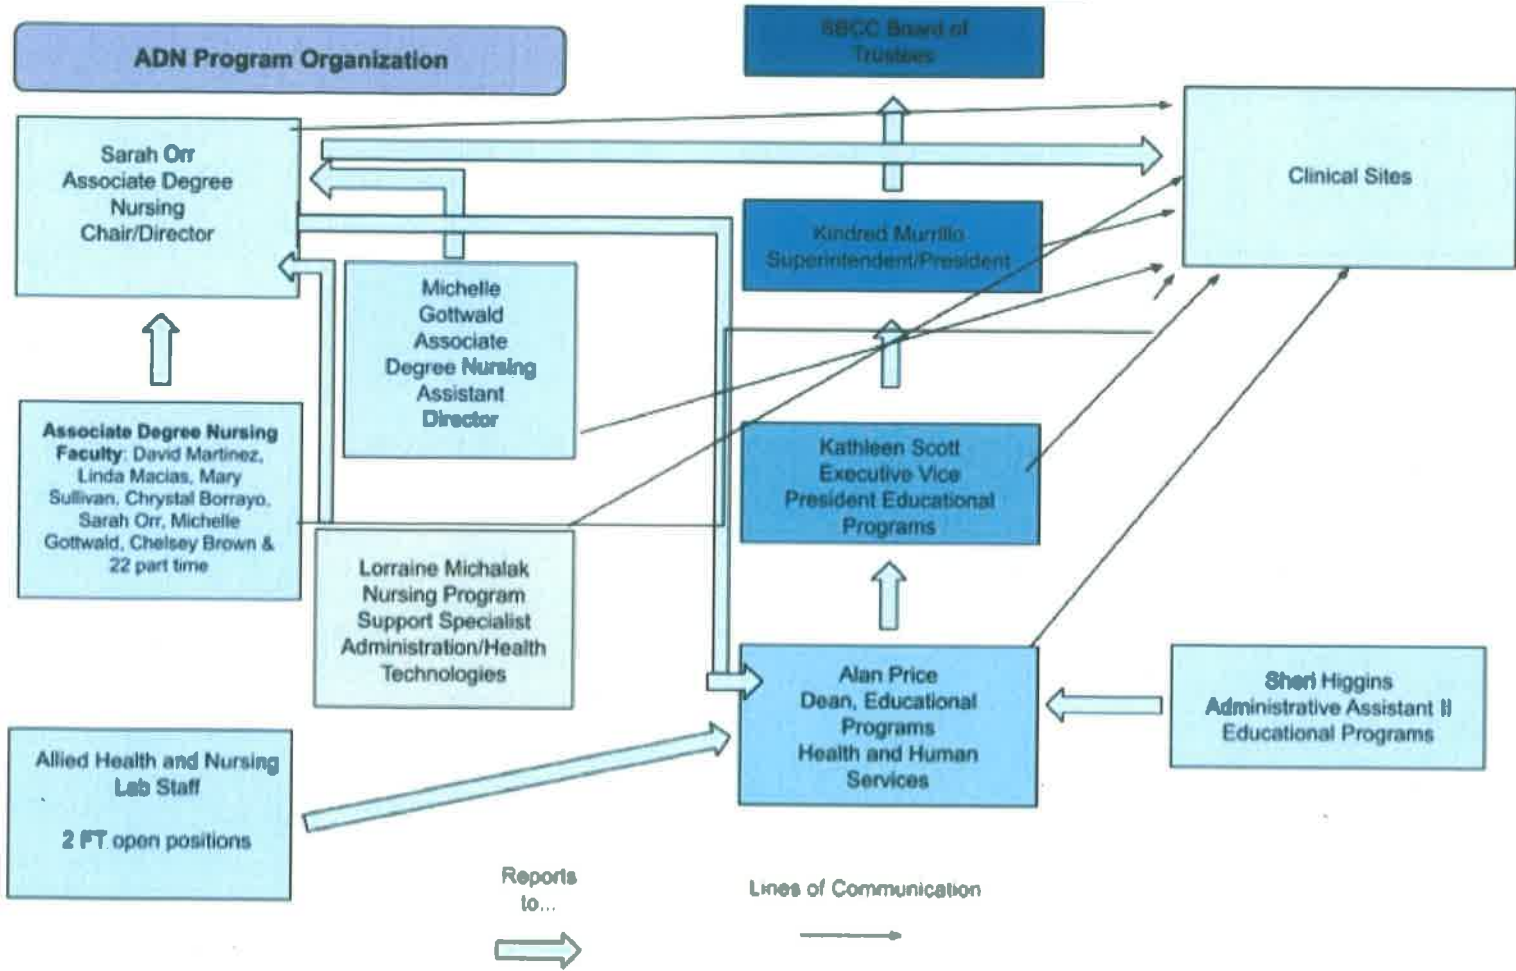 ADN Program Organization
SBCC Board of
Trustees
Sarah Orr
Associate Degree
Nursing
Chair/Director
Clinical Sites
Kindred Murrillo
Superintendent/President
Michelle
Gottwald
Associate
Degree Nursing
Assistant
Director
Associate Degree Nursing
Faculty: David Martinez,
Linda Macias, Mary
Sullivan, Chrystal Borrayo,
Sarah Orr, Michelle
Gottwald, Chelsey Brown &
22 part time
Kathleen Scott
Executive Vice
President Educational
Programs
Lorraine Michalak
Nursing Program
Support Specialist
Administration/Health
Technologies
Alan Price
Dean, Educational
Programs
Health and Human
Services
Sheri Higgins
Administrative Assistant II
Educational Programs
Allied Health and Nursing
Lab Staff
2 FT open positions
Reports
to...
Lines of Communication